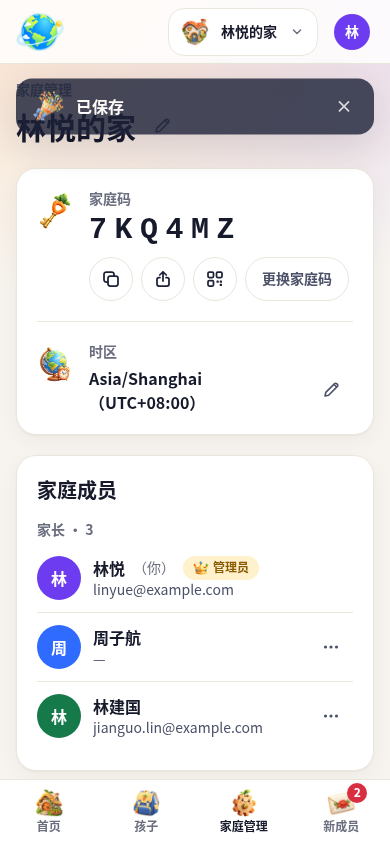 林悦的家
林
家庭管理
已保存
林悦的家
家庭码
7KQ4MZ
更换家庭码
时区
Asia/Shanghai
（UTC+08:00）
家庭成员
家长 • 3
林
林悦 （你） 管理员
linyue@example.com
周
周子航
—
林
林建国
jianguo.lin@example.com
2
首页
孩子
家庭管理
新成员